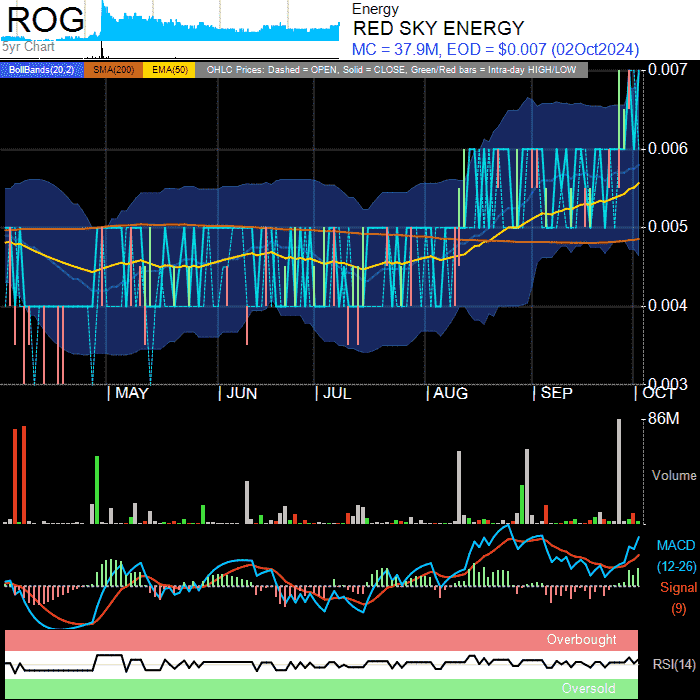 ROG
5yr Chart
Energy
RED SKY ENERGY
MC = 37.9M, EOD = $0.007 (02Oct2024)
BollBands(20,2) SMA(200) EMA(50) OHLC Prices: Dashed = OPEN, Solid = CLOSE, Green/Red bars = Intra-day HIGH/LOW
0.007
0.006
0.005
0.004
0.003
MAY JUN JUL AUG SEP OCT
86M
Volume
MACD
(12-26)
Signal
(9)
Overbought
RSI(14)
Oversold